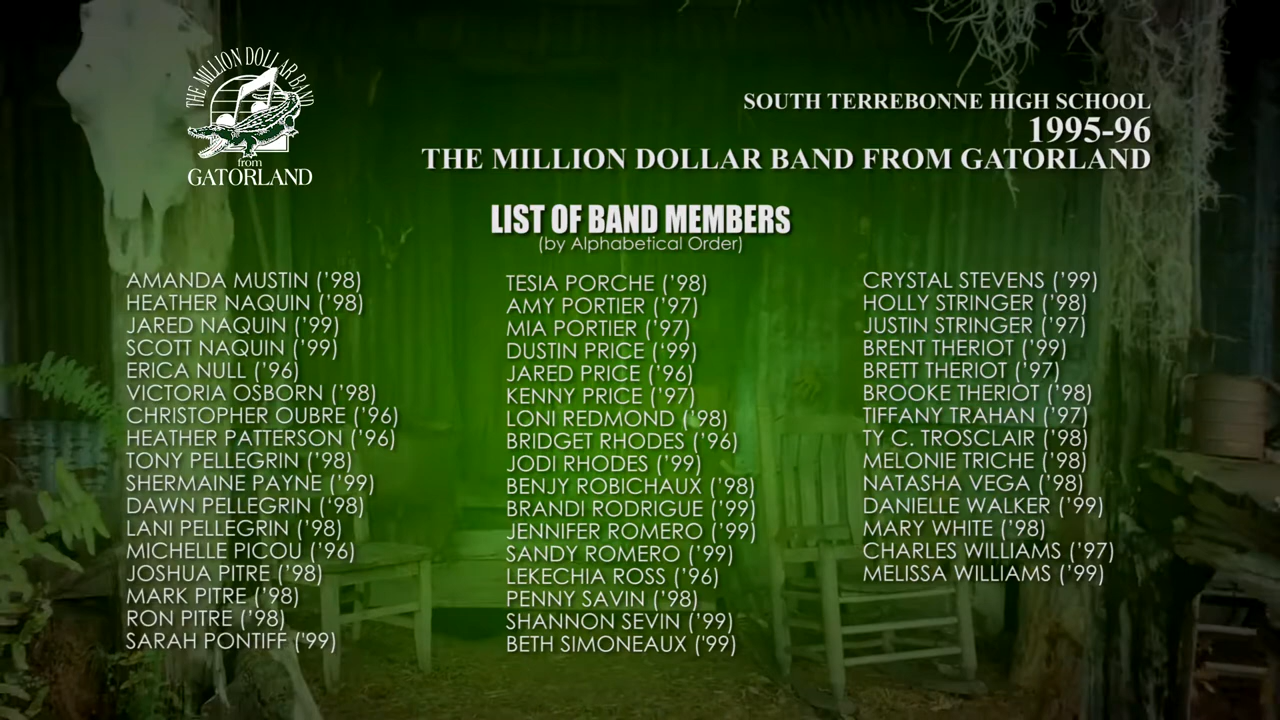 THE MILLION DOLLAR BAND
from
GATORLAND
SOUTH TERREBONNE HIGH SCHOOL
1995-96
THE MILLION DOLLAR BAND FROM GATORLAND
LIST OF BAND MEMBERS
(by Alphabetical Order)
AMANDA MUSTIN (’98)
HEATHER NAQUIN (’98)
JARED NAQUIN (’99)
SCOTT NAQUIN (’99)
ERICA NULL (’96)
VICTORIA OSBORN (’98)
CHRISTOPHER OUBRE (’96)
HEATHER PATTERSON (’96)
TONY PELLEGRIN (’98)
SHERMAINE PAYNE (’99)
DAWN PELLEGRIN (‘98)
LANI PELLEGRIN (’98)
MICHELLE PICOU (’96)
JOSHUA PITRE (’98)
MARK PITRE (’98)
RON PITRE (’98)
SARAH PONTIFF ('99)
TESIA PORCHE (’98)
AMY PORTIER (’97)
MIA PORTIER (’97)
DUSTIN PRICE (‘99)
JARED PRICE (’96)
KENNY PRICE (’97)
LONI REDMOND (’98)
BRIDGET RHODES (’96)
JODI RHODES (’99)
BENJY ROBICHAUX (’98)
BRANDI RODRIGUE (’99)
JENNIFER ROMERO (’99)
SANDY ROMERO (’99)
LEKECHIA ROSS (’96)
PENNY SAVIN (’98)
SHANNON SEVIN (’99)
BETH SIMONEAUX ('99)
CRYSTAL STEVENS (’99)
HOLLY STRINGER (’98)
JUSTIN STRINGER (’97)
BRENT THERIOT (’99)
BRETT THERIOT (’97)
BROOKE THERIOT (’98)
TIFFANY TRAHAN (’97)
TY C. TROSCLAIR (’98)
MELONIE TRICHE (’98)
NATASHA VEGA (’98)
DANIELLE WALKER (’99)
MARY WHITE (’98)
CHARLES WILLIAMS (’97)
MELISSA WILLIAMS (’99)